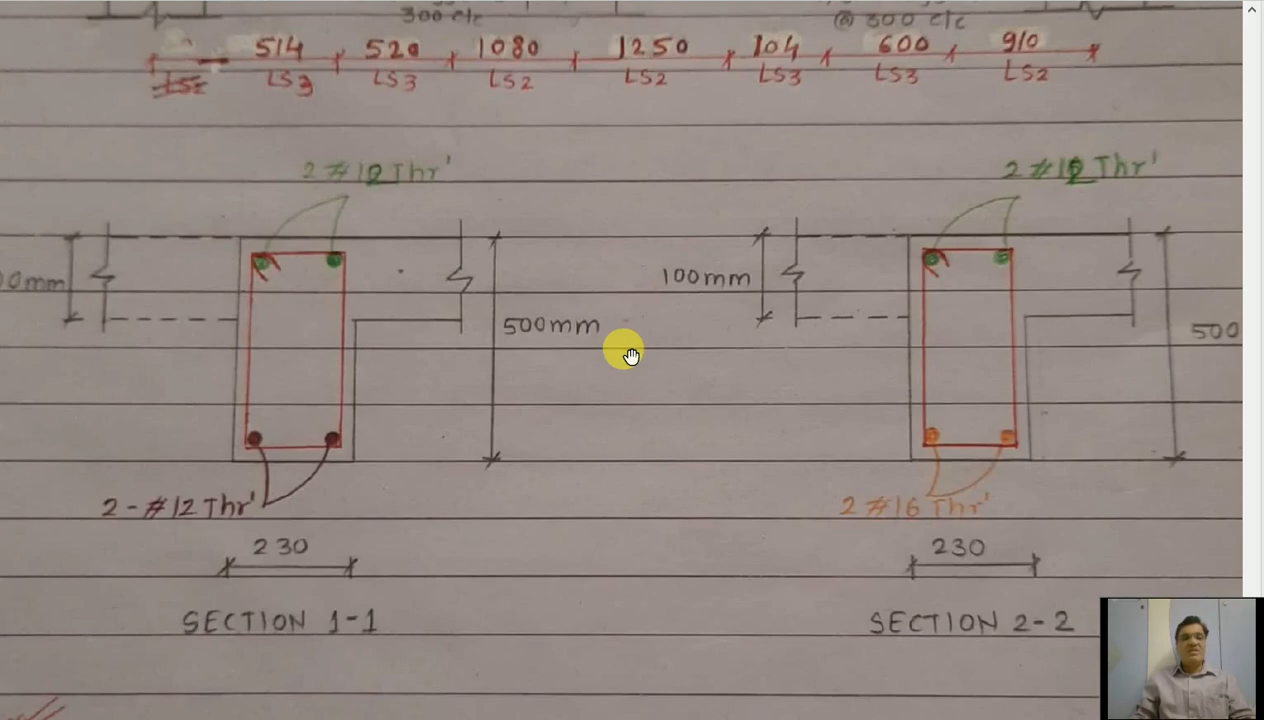 300 c/c
@ 300 c/c
514 520 1080 1250 104 600 910
LS3 LS3 LS2 LS2 LS3 LS3 LS2
2 #12 Thr'
2 #12 Thr'
0mm
500mm
100mm
500
2-#12 Thr'
2 #16 Thr'
230
230
SECTION 1-1
SECTION 2-2